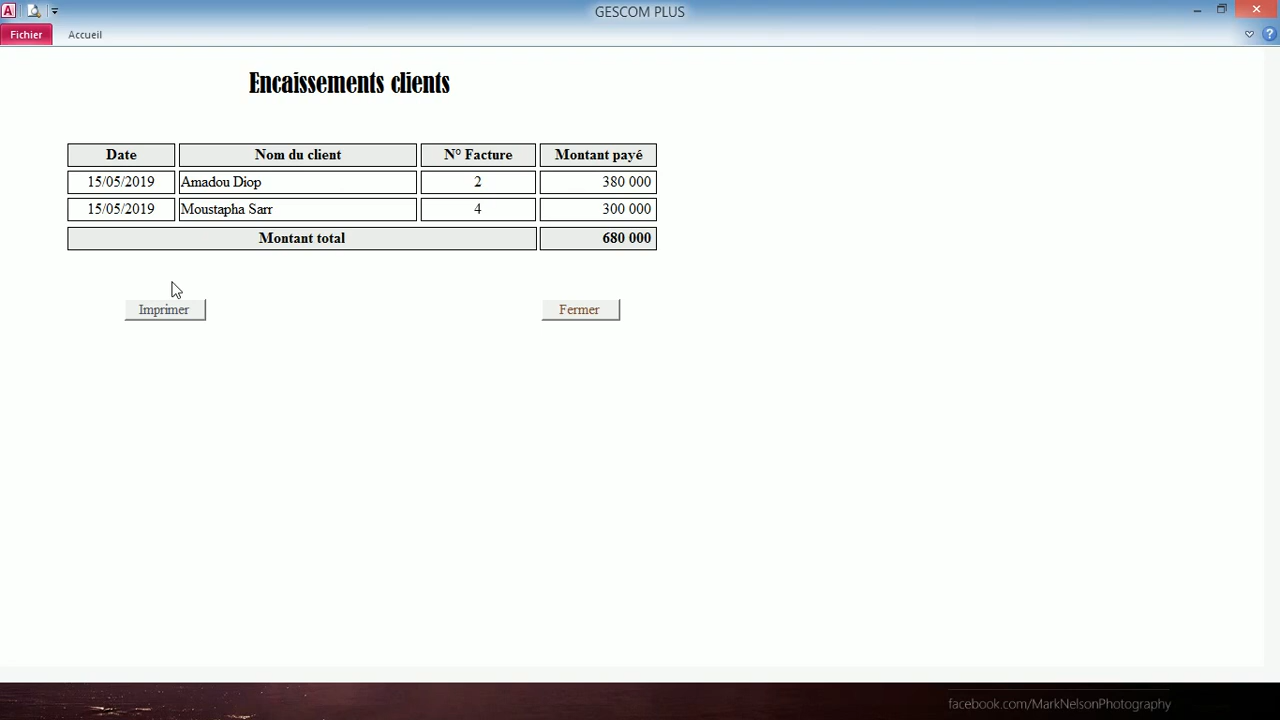 GESCOM PLUS
Fichier Accueil
Encaissements clients
Date Nom du client N° Facture Montant payé
15/05/2019 Amadou Diop 2 380 000
15/05/2019 Moustapha Sarr 4 300 000
Montant total 680 000
Imprimer Fermer
facebook.com/MarkNelsonPhotography